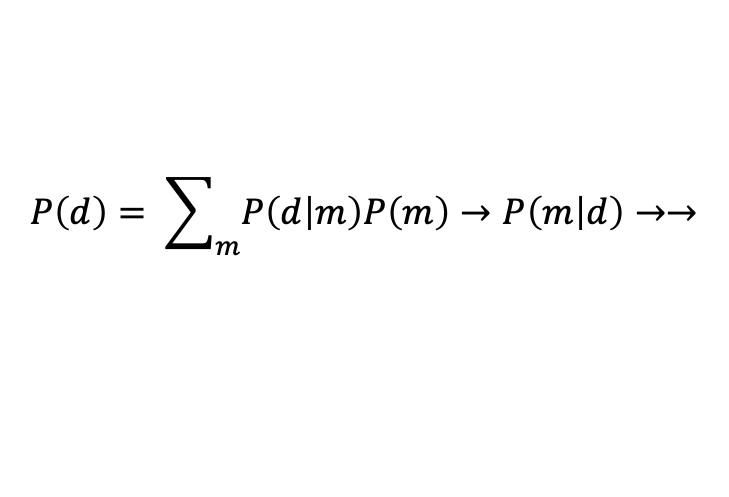 P(d) = ∑ₘ P(d|m)P(m) → P(m|d) →→